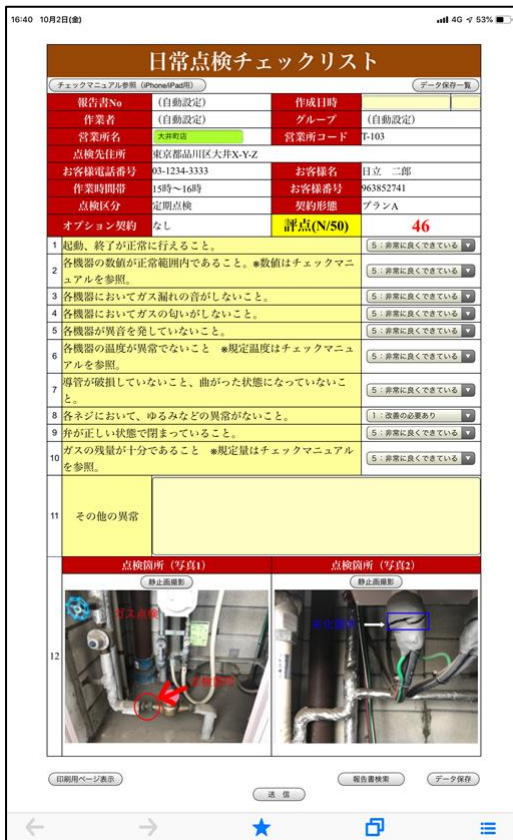 16:40 10月2日(金)
4G 53%
日常点検チェックリスト
チェックマニュアル参照 (iPhone/iPad用)
データ保存一覧
報告書No (自動設定) 作成日時
作業者 (自動設定) グループ (自動設定)
営業所名 大井町店 営業所コード T-103
点検先住所 東京都品川区大井X-Y-Z
お客様電話番号 03-1234-3333 お客様名 日立 二郎
作業時間帯 15時~16時 お客様番号 963852741
点検区分 定期点検 契約形態 プランA
オプション契約 なし 評点(N/50) 46
1 起動、終了が正常に行えること。 5:非常に良くできている
2 各機器の数値が正常範囲内であること。※数値はチェックマニ
ュアルを参照。 5:非常に良くできている
3 各機器においてガス漏れの音がしないこと。 5:非常に良くできている
4 各機器においてガスの匂いがしないこと。 5:非常に良くできている
5 各機器が異音を発していないこと。 5:非常に良くできている
6 各機器の温度が異常でないこと ※規定温度はチェックマニュ
アルを参照。 5:非常に良くできている
7 導管が破損していないこと、曲がった状態になっていないこ
と。 5:非常に良くできている
8 各ネジにおいて、ゆるみなどの異常がないこと。 1:改善の必要あり
9 弁が正しい状態で閉まっていること。 5:非常に良くできている
10 ガスの残量が十分であること ※規定量はチェックマニュアル
を参照。 5:非常に良くできている
11 その他の異常
点検箇所(写真1) 点検箇所(写真2)
静止画撮影 静止画撮影
12
ガス点検
印刷用ページ表示
報告書検索
データ保存
送 信